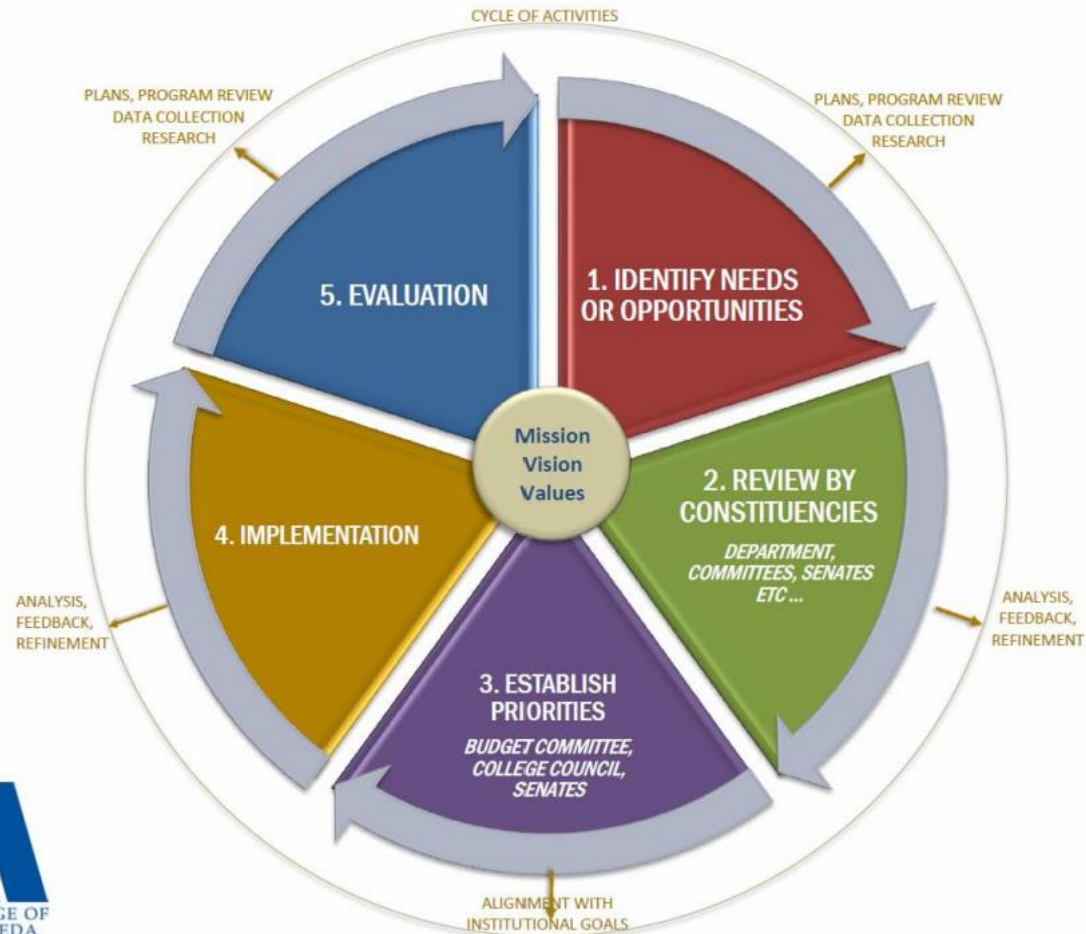 CYCLE OF ACTIVITIES
PLANS, PROGRAM REVIEW
DATA COLLECTION
RESEARCH
PLANS, PROGRAM REVIEW
DATA COLLECTION
RESEARCH
5. EVALUATION
1. IDENTIFY NEEDS
OR OPPORTUNITIES
Mission
Vision
Values
4. IMPLEMENTATION
2. REVIEW BY
CONSTITUENCIES
DEPARTMENT,
COMMITTEES, SENATES
ETC ...
ANALYSIS,
FEEDBACK,
REFINEMENT
ANALYSIS,
FEEDBACK,
REFINEMENT
3. ESTABLISH
PRIORITIES
BUDGET COMMITTEE,
COLLEGE COUNCIL,
SENATES
ALIGNMENT WITH
INSTITUTIONAL GOALS
OF